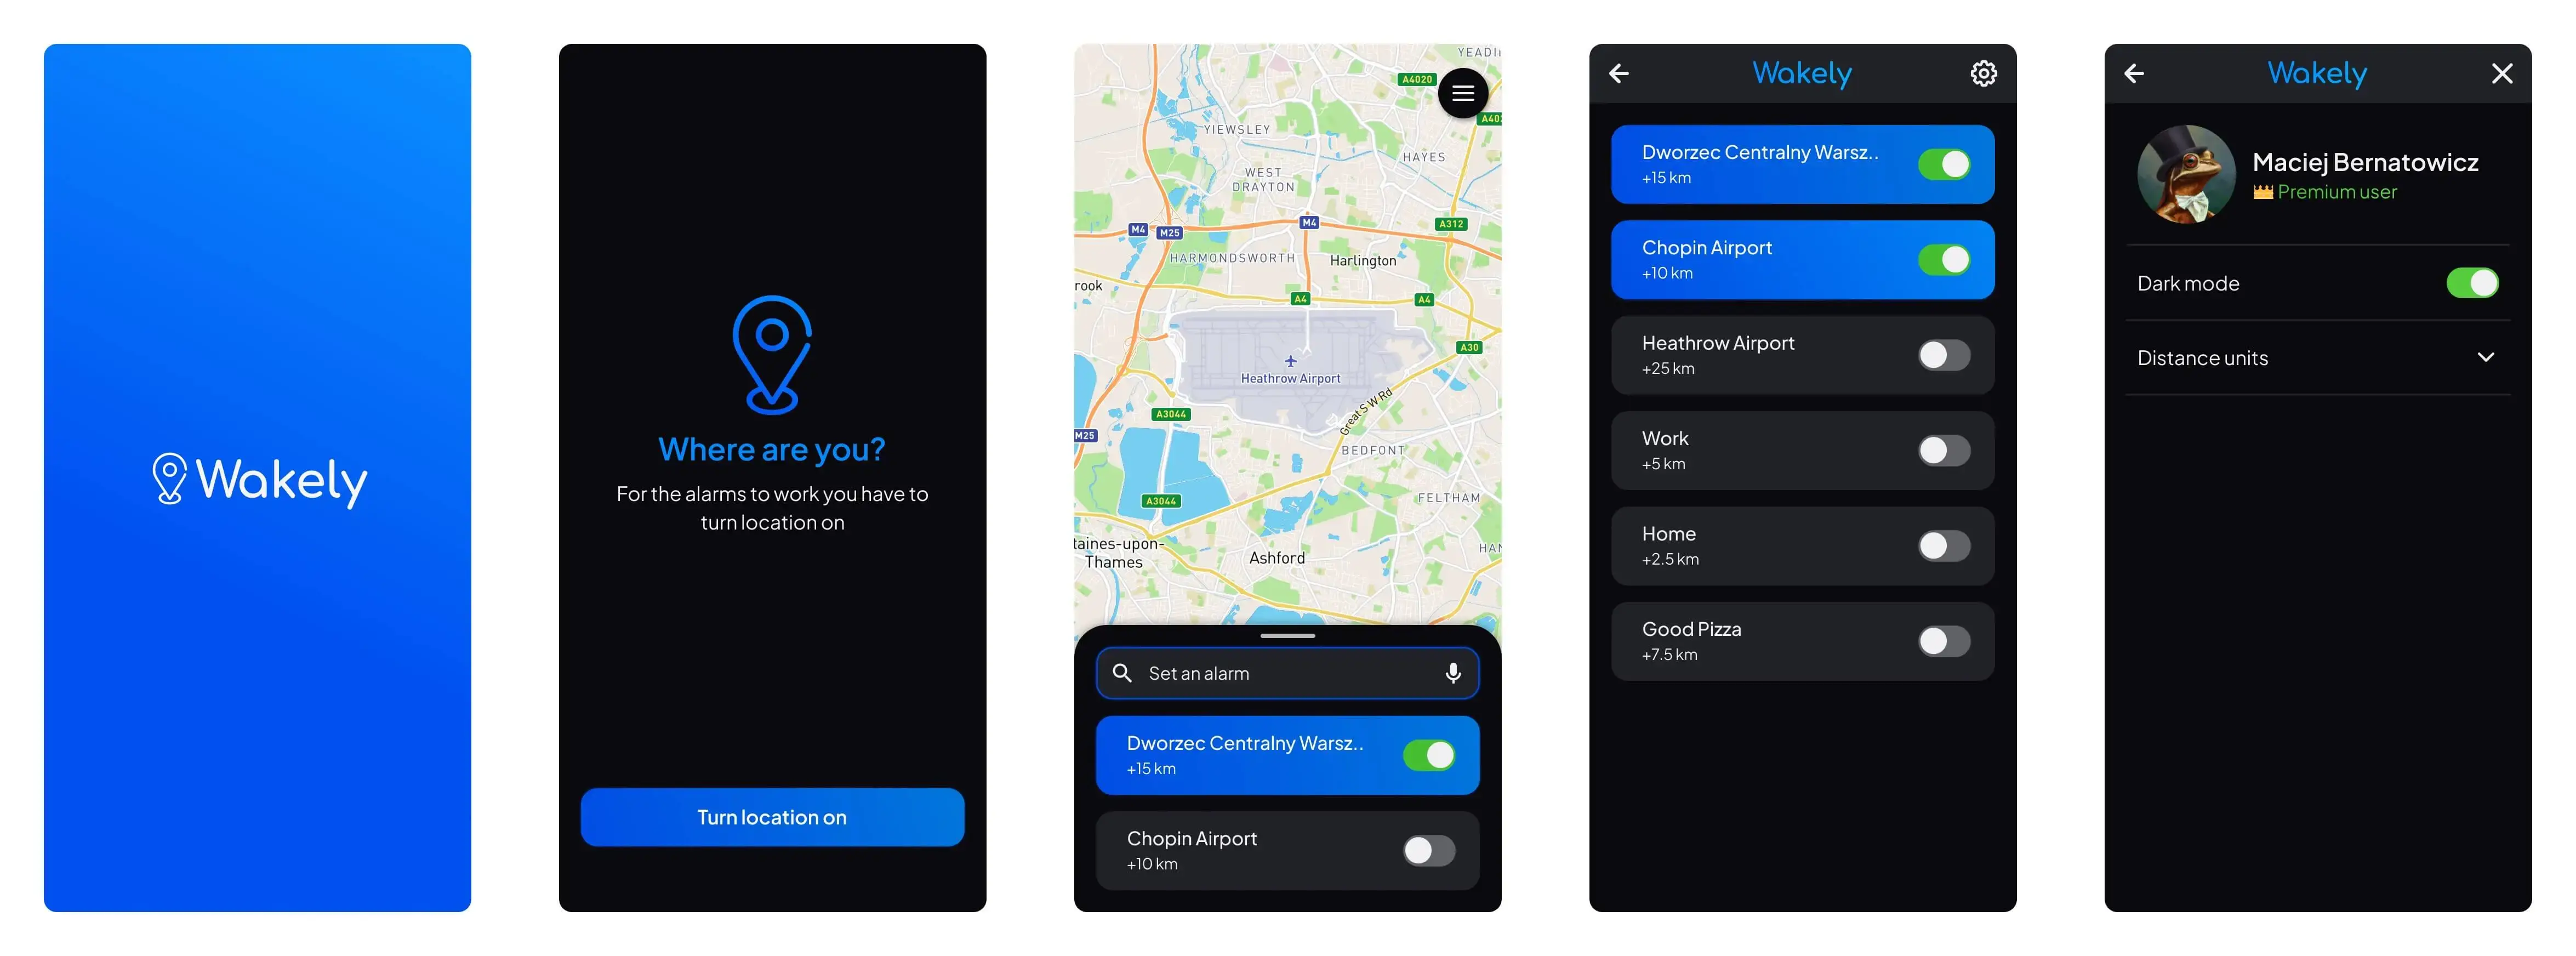 Wakely
Where are you?
For the alarms to work you have to
turn location on
Turn location on
YEADI
A4020
A40
YIEWSLEY
HAYES
WEST
DRAYTON
M4
M25
M4
A312
HARMONDSWORTH
Harlington
rook
A4
A4
A30
Heathrow Airport
Great S W Rd
A3044
M25
BEDFONT
A3044
FELTHAM
taines-upon-
Thames
Ashford
HAN
Set an alarm
Dworzec Centralny Warsz..
+15 km
Chopin Airport
+10 km
Wakely
Dworzec Centralny Warsz..
+15 km
Chopin Airport
+10 km
Heathrow Airport
+25 km
Work
+5 km
Home
+2.5 km
Good Pizza
+7.5 km
Wakely
Maciej Bernatowicz
Premium user
Dark mode
Distance units